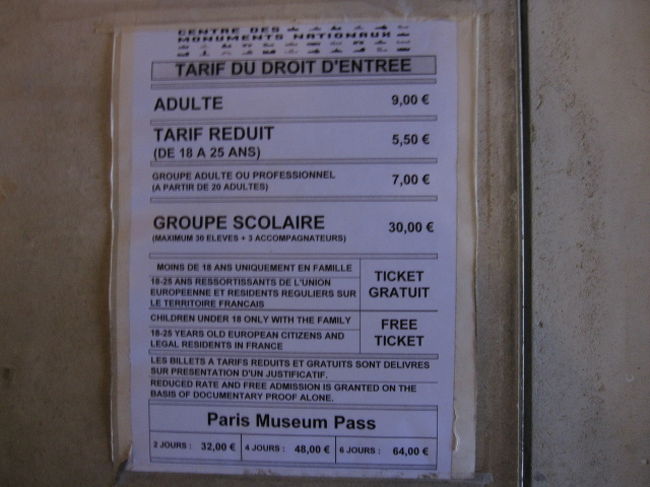 CENTRE DES
MONUMENTS NATIONAUX
TARIF DU DROIT D'ENTREE
ADULTE 9,00 €
TARIF REDUIT 5,50 €
(DE 18 A 25 ANS)
GROUPE ADULTE OU PROFESSIONNEL 7,00 €
(A PARTIR DE 20 ADULTES)
GROUPE SCOLAIRE 30,00 €
(MAXIMUM 30 ELEVES + 3 ACCOMPAGNATEURS)
MOINS DE 18 ANS UNIQUEMENT EN FAMILLE
18-25 ANS RESSORTISSANTS DE L'UNION
EUROPEENNE ET RESIDENTS REGULIERS SUR
LE TERRITOIRE FRANCAIS
TICKET
GRATUIT
CHILDREN UNDER 18 ONLY WITH THE FAMILY
18-25 YEARS OLD EUROPEAN CITIZENS AND
LEGAL RESIDENTS IN FRANCE
FREE
TICKET
LES BILLETS A TARIFS REDUITS ET GRATUITS SONT DELIVRES
SUR PRESENTATION D'UN JUSTIFICATIF.
REDUCED RATE AND FREE ADMISSION IS GRANTED ON THE
BASIS OF DOCUMENTARY PROOF ALONE.
Paris Museum Pass
2 JOURS : 32,00 € 4 JOURS : 48,00 € 6 JOURS : 64,00 €